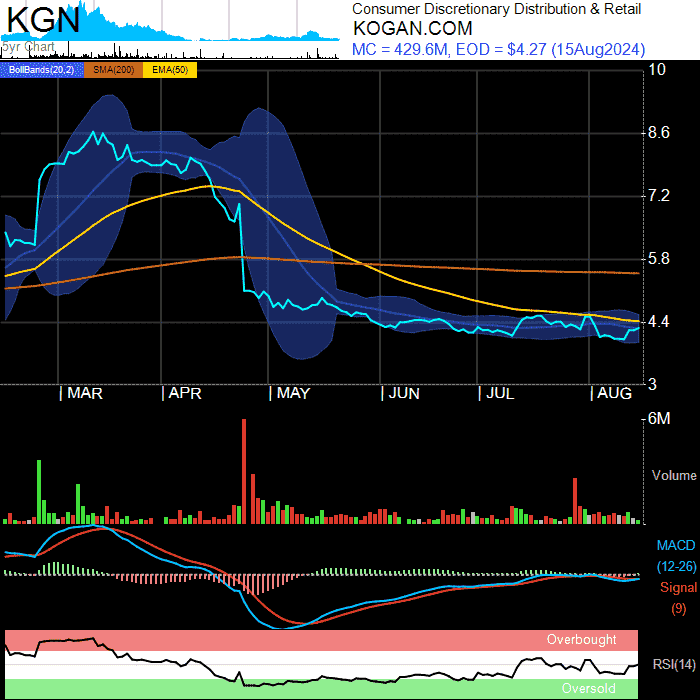 KGN
5yr Chart
Consumer Discretionary Distribution & Retail
KOGAN.COM
MC = 429.6M, EOD = $4.27 (15Aug2024)
BollBands(20,2) SMA(200) EMA(50)
10
8.6
7.2
5.8
4.4
3
MAR APR MAY JUN JUL AUG
6M
Volume
MACD
(12-26)
Signal
(9)
Overbought
RSI(14)
Oversold